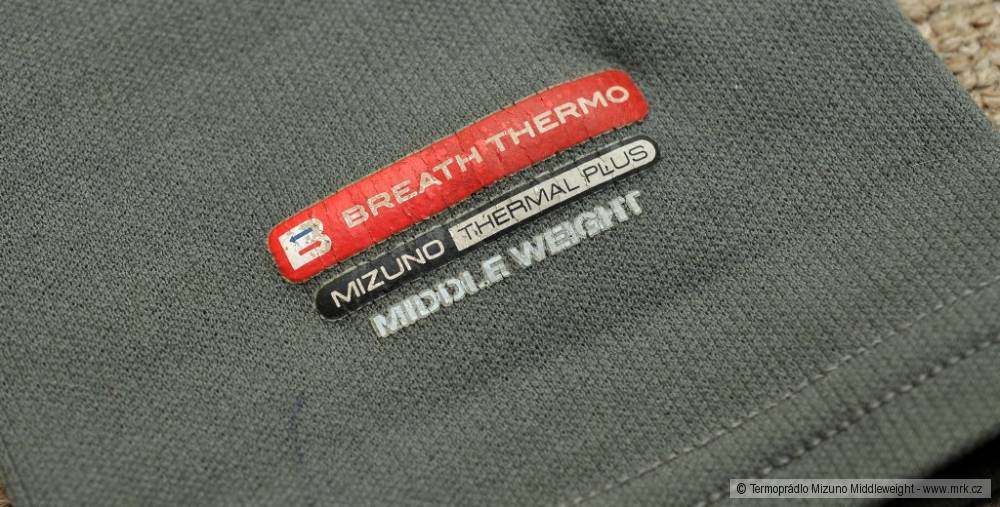 B BREATH THERMO
MIZUNO THERMAL PLUS
MIDDLE WEIGHT
© Termoprádlo Mizuno Middleweight - www.mrk.cz